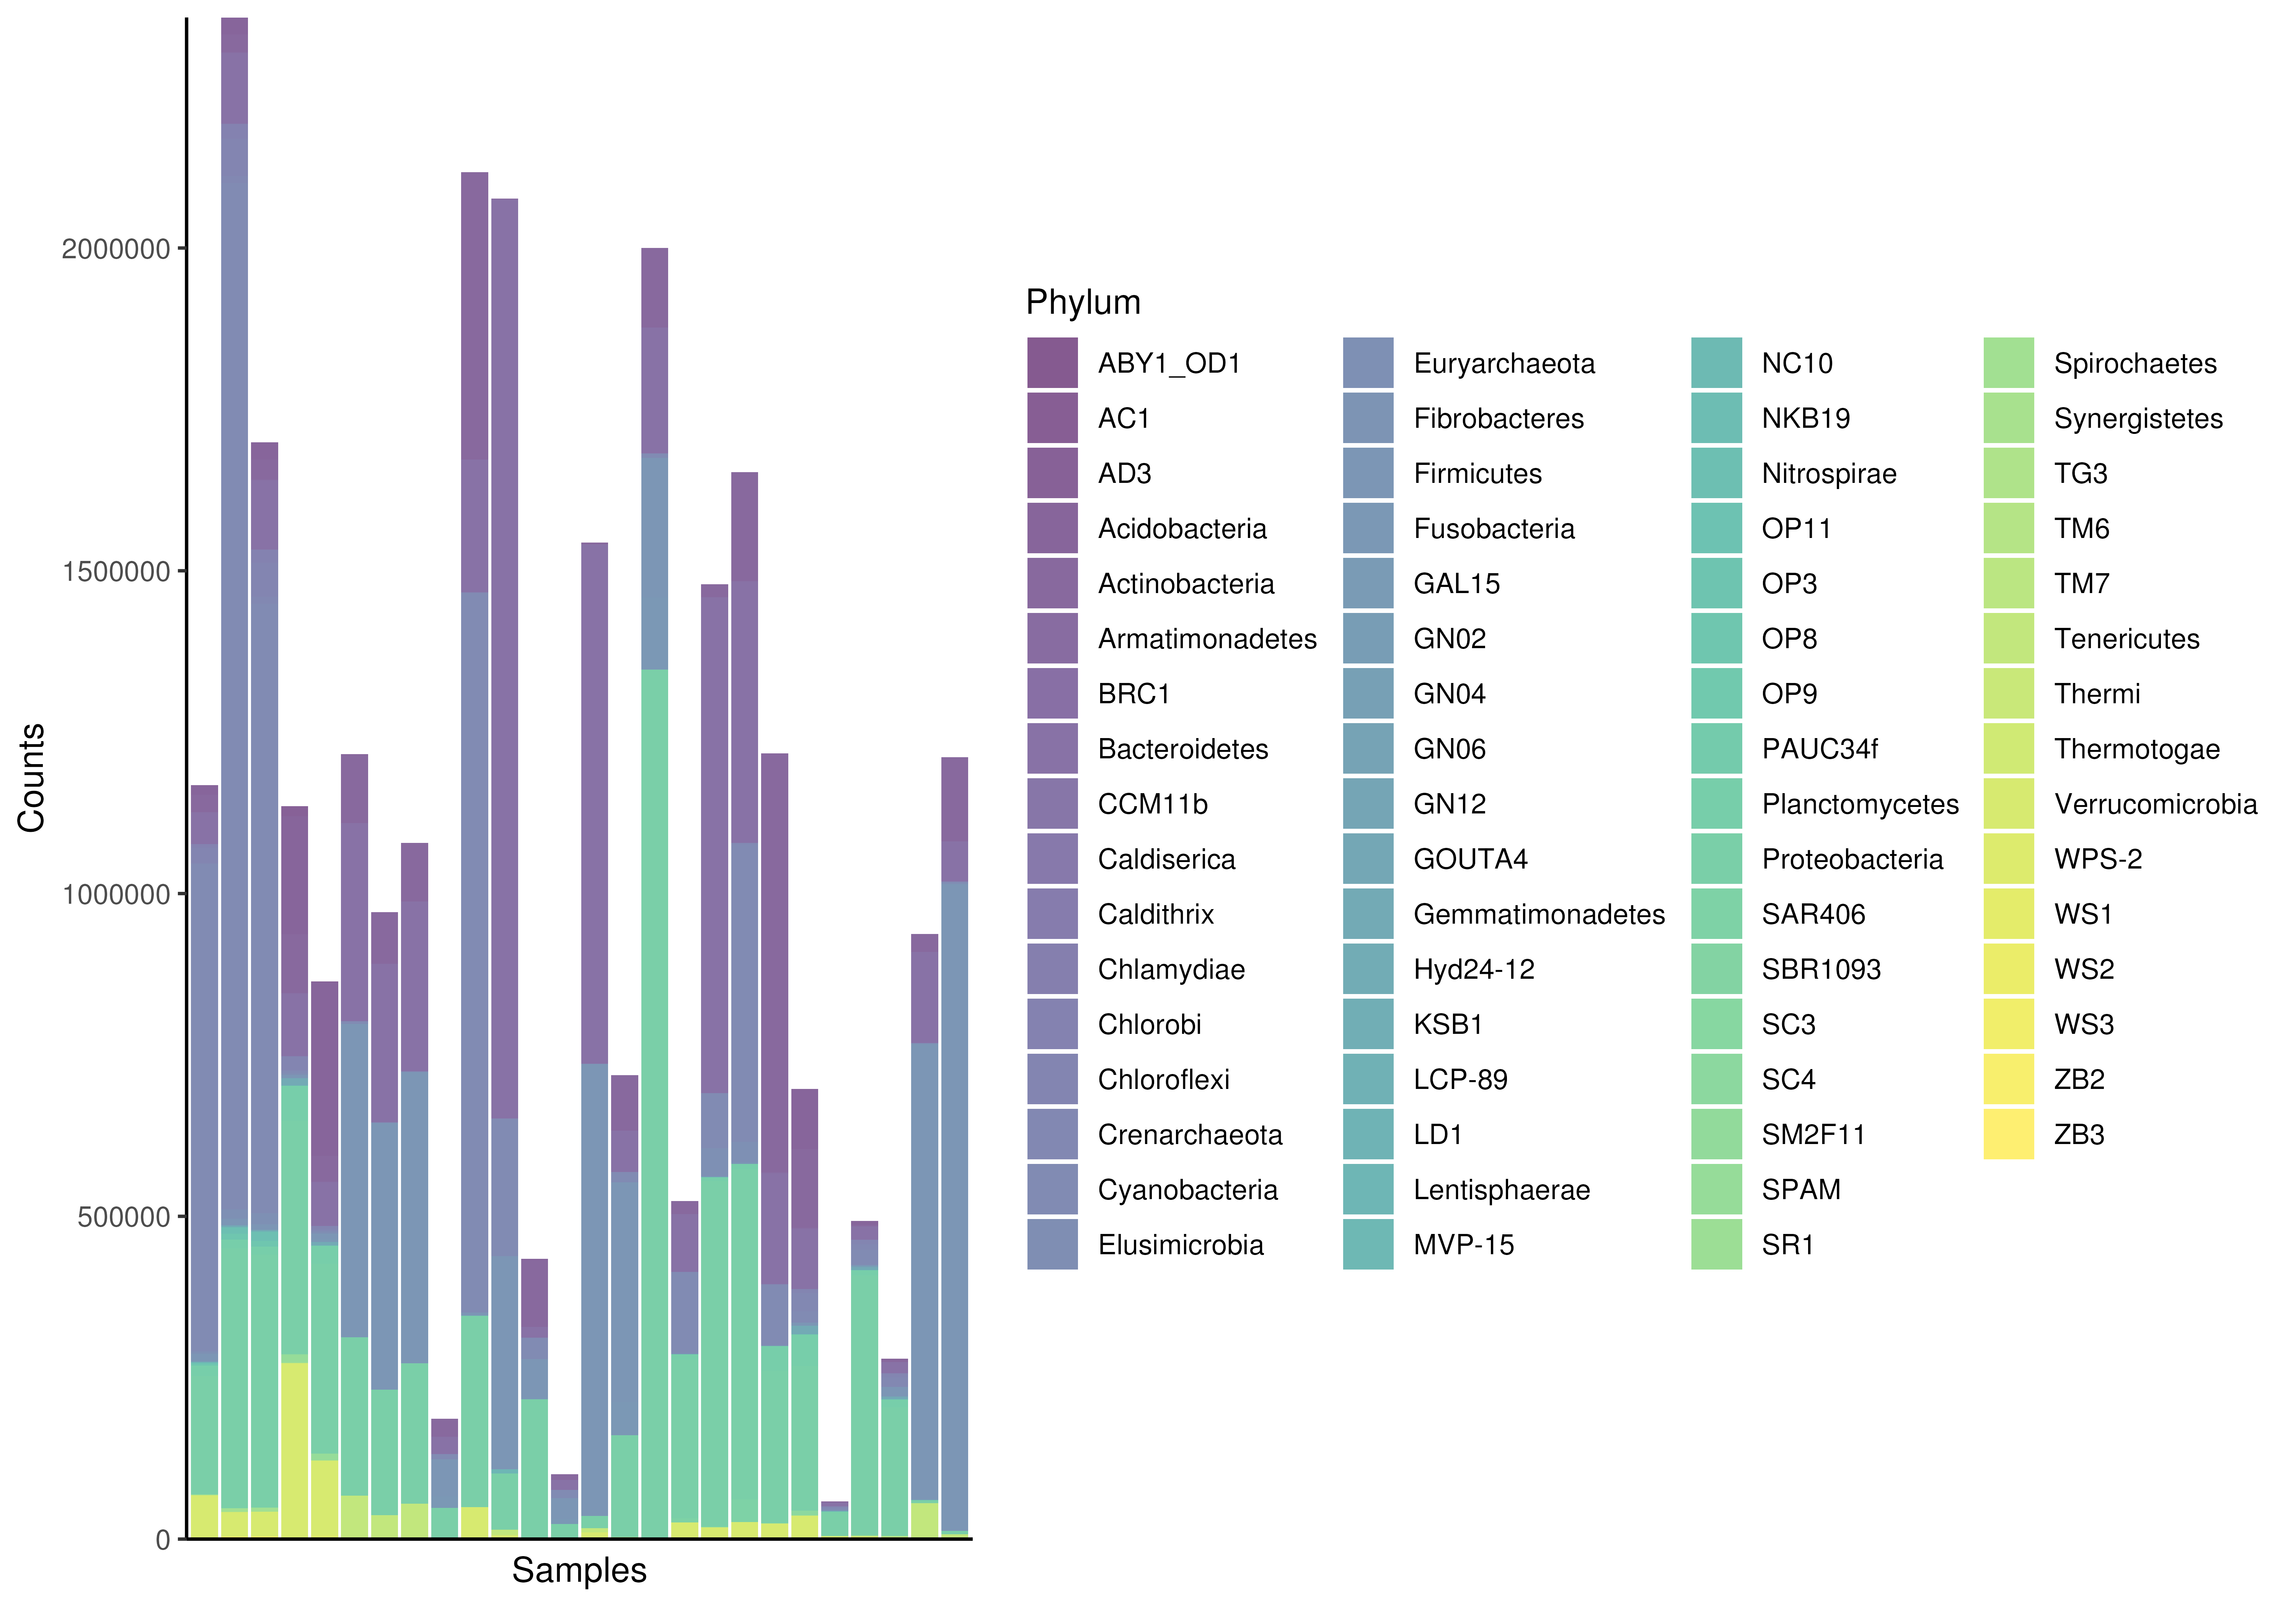 Counts
2000000
1500000
1000000
500000
0
Samples
Phylum
ABY1_OD1
AC1
AD3
Acidobacteria
Actinobacteria
Armatimonadetes
BRC1
Bacteroidetes
CCM11b
Caldiserica
Caldithrix
Chlamydiae
Chlorobi
Chloroflexi
Crenarchaeota
Cyanobacteria
Elusimicrobia
Euryarchaeota
Fibrobacteres
Firmicutes
Fusobacteria
GAL15
GN02
GN04
GN06
GN12
GOUTA4
Gemmatimonadetes
Hyd24-12
KSB1
LCP-89
LD1
Lentisphaerae
MVP-15
NC10
NKB19
Nitrospirae
OP11
OP3
OP8
OP9
PAUC34f
Planctomycetes
Proteobacteria
SAR406
SBR1093
SC3
SC4
SM2F11
SPAM
SR1
Spirochaetes
Synergistetes
TG3
TM6
TM7
Tenericutes
Thermi
Thermotogae
Verrucomicrobia
WPS-2
WS1
WS2
WS3
ZB2
ZB3